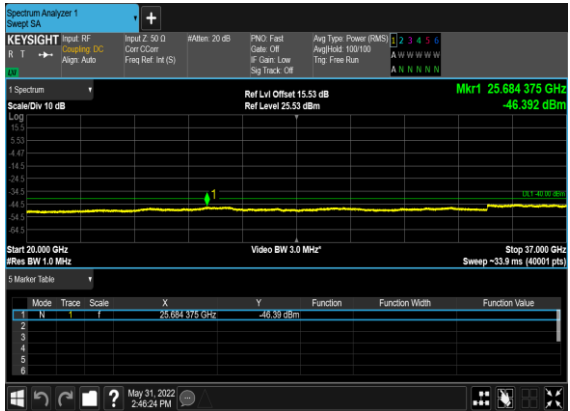 Spectrum Analyzer 1
Swept SA
+
KEYSIGHT Input: RF Input Z: 50 Ω #Atten: 20 dB PNO: Fast Avg Type: Power (RMS) 1 2 3 4 5 6
R T Coupling: DC Corr CCorr Gate: Off Avg|Hold: 100/100 A W W W W W
Align: Auto Freq Ref: Int (S) IF Gain: Low Trig: Free Run
LXI Sig Track: Off A N N N N N
1 Spectrum Ref Lvl Offset 15.53 dB Mkr1 25.684 375 GHz
Scale/Div 10 dB Ref Level 25.53 dBm -46.392 dBm
Log
15.5
5.53
-4.47
-14.5
-24.5
-34.5 1 DL1 -40.00 dBm
-44.5
-54.5
-64.5
Start 20.000 GHz Video BW 3.0 MHz* Stop 37.000 GHz
#Res BW 1.0 MHz Sweep ~33.9 ms (40001 pts)
5 Marker Table
Mode Trace Scale X Y Function Function Width Function Value
1 N 1 f 25.684 375 GHz -46.39 dBm
2
3
4
5
6
? May 31, 2022
2:46:24 PM